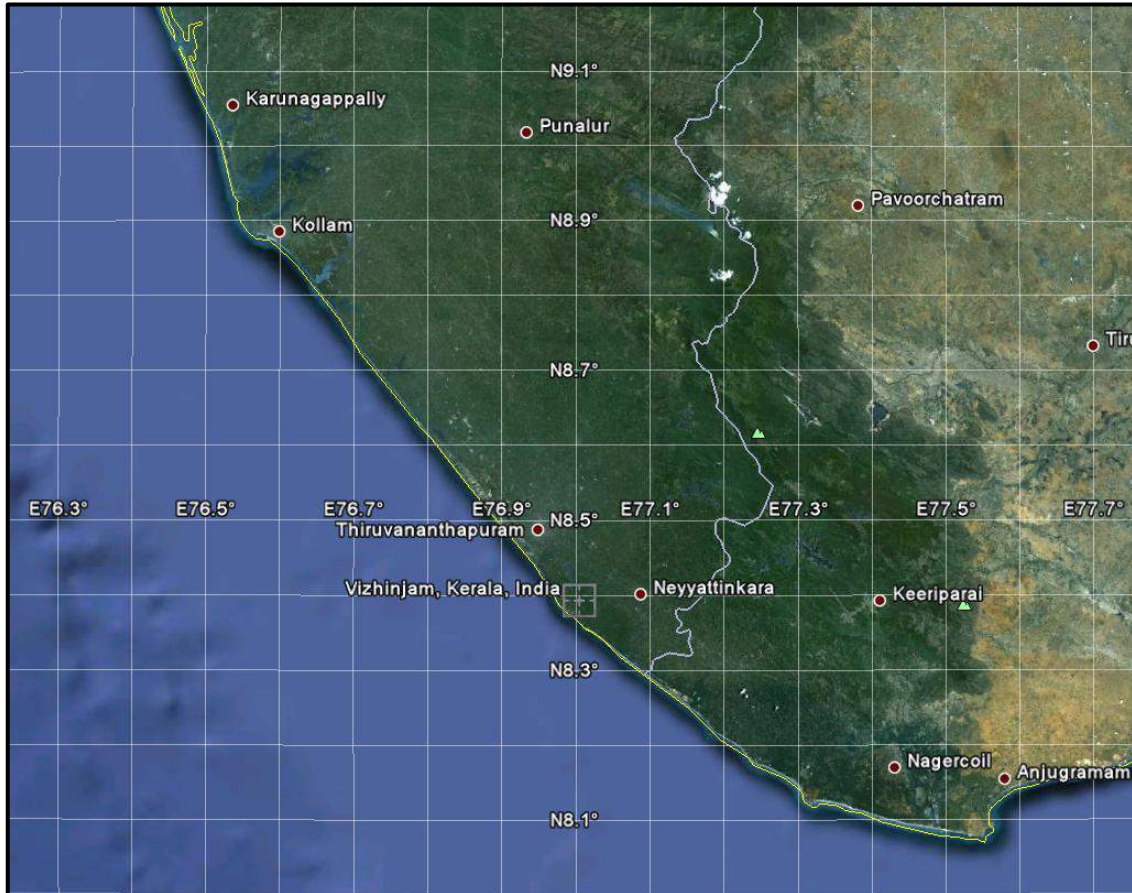 N9.1°
Karunagappally
Punalur
Pavoorchatram
N8.9°
Kollam
Tiru
N8.7°
E76.3° E76.5° E76.7° E76.9° E77.1° E77.3° E77.5° E77.7°
N8.5°
Thiruvananthapuram
Vizhinjam, Kerala, India
Neyyattinkara
Keeriparai
N8.3°
Nagercoil
Anjugramam
N8.1°